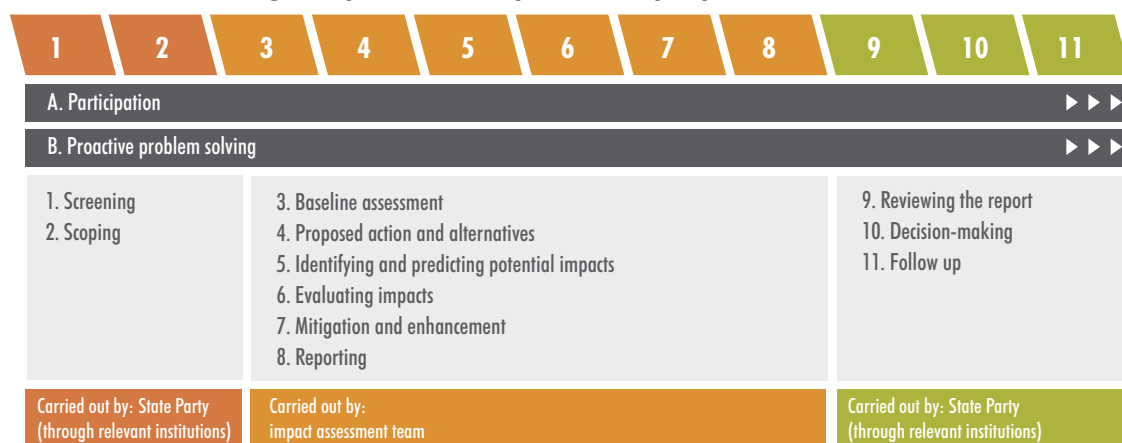 1 2 3 4 5 6 7 8 9 10 11
A. Participation
B. Proactive problem solving
1. Screening
2. Scoping
3. Baseline assessment
4. Proposed action and alternatives
5. Identifying and predicting potential impacts
6. Evaluating impacts
7. Mitigation and enhancement
8. Reporting
9. Reviewing the report
10. Decision-making
11. Follow up
Carried out by: State Party
(through relevant institutions)
Carried out by:
impact assessment team
Carried out by: State Party
(through relevant institutions)